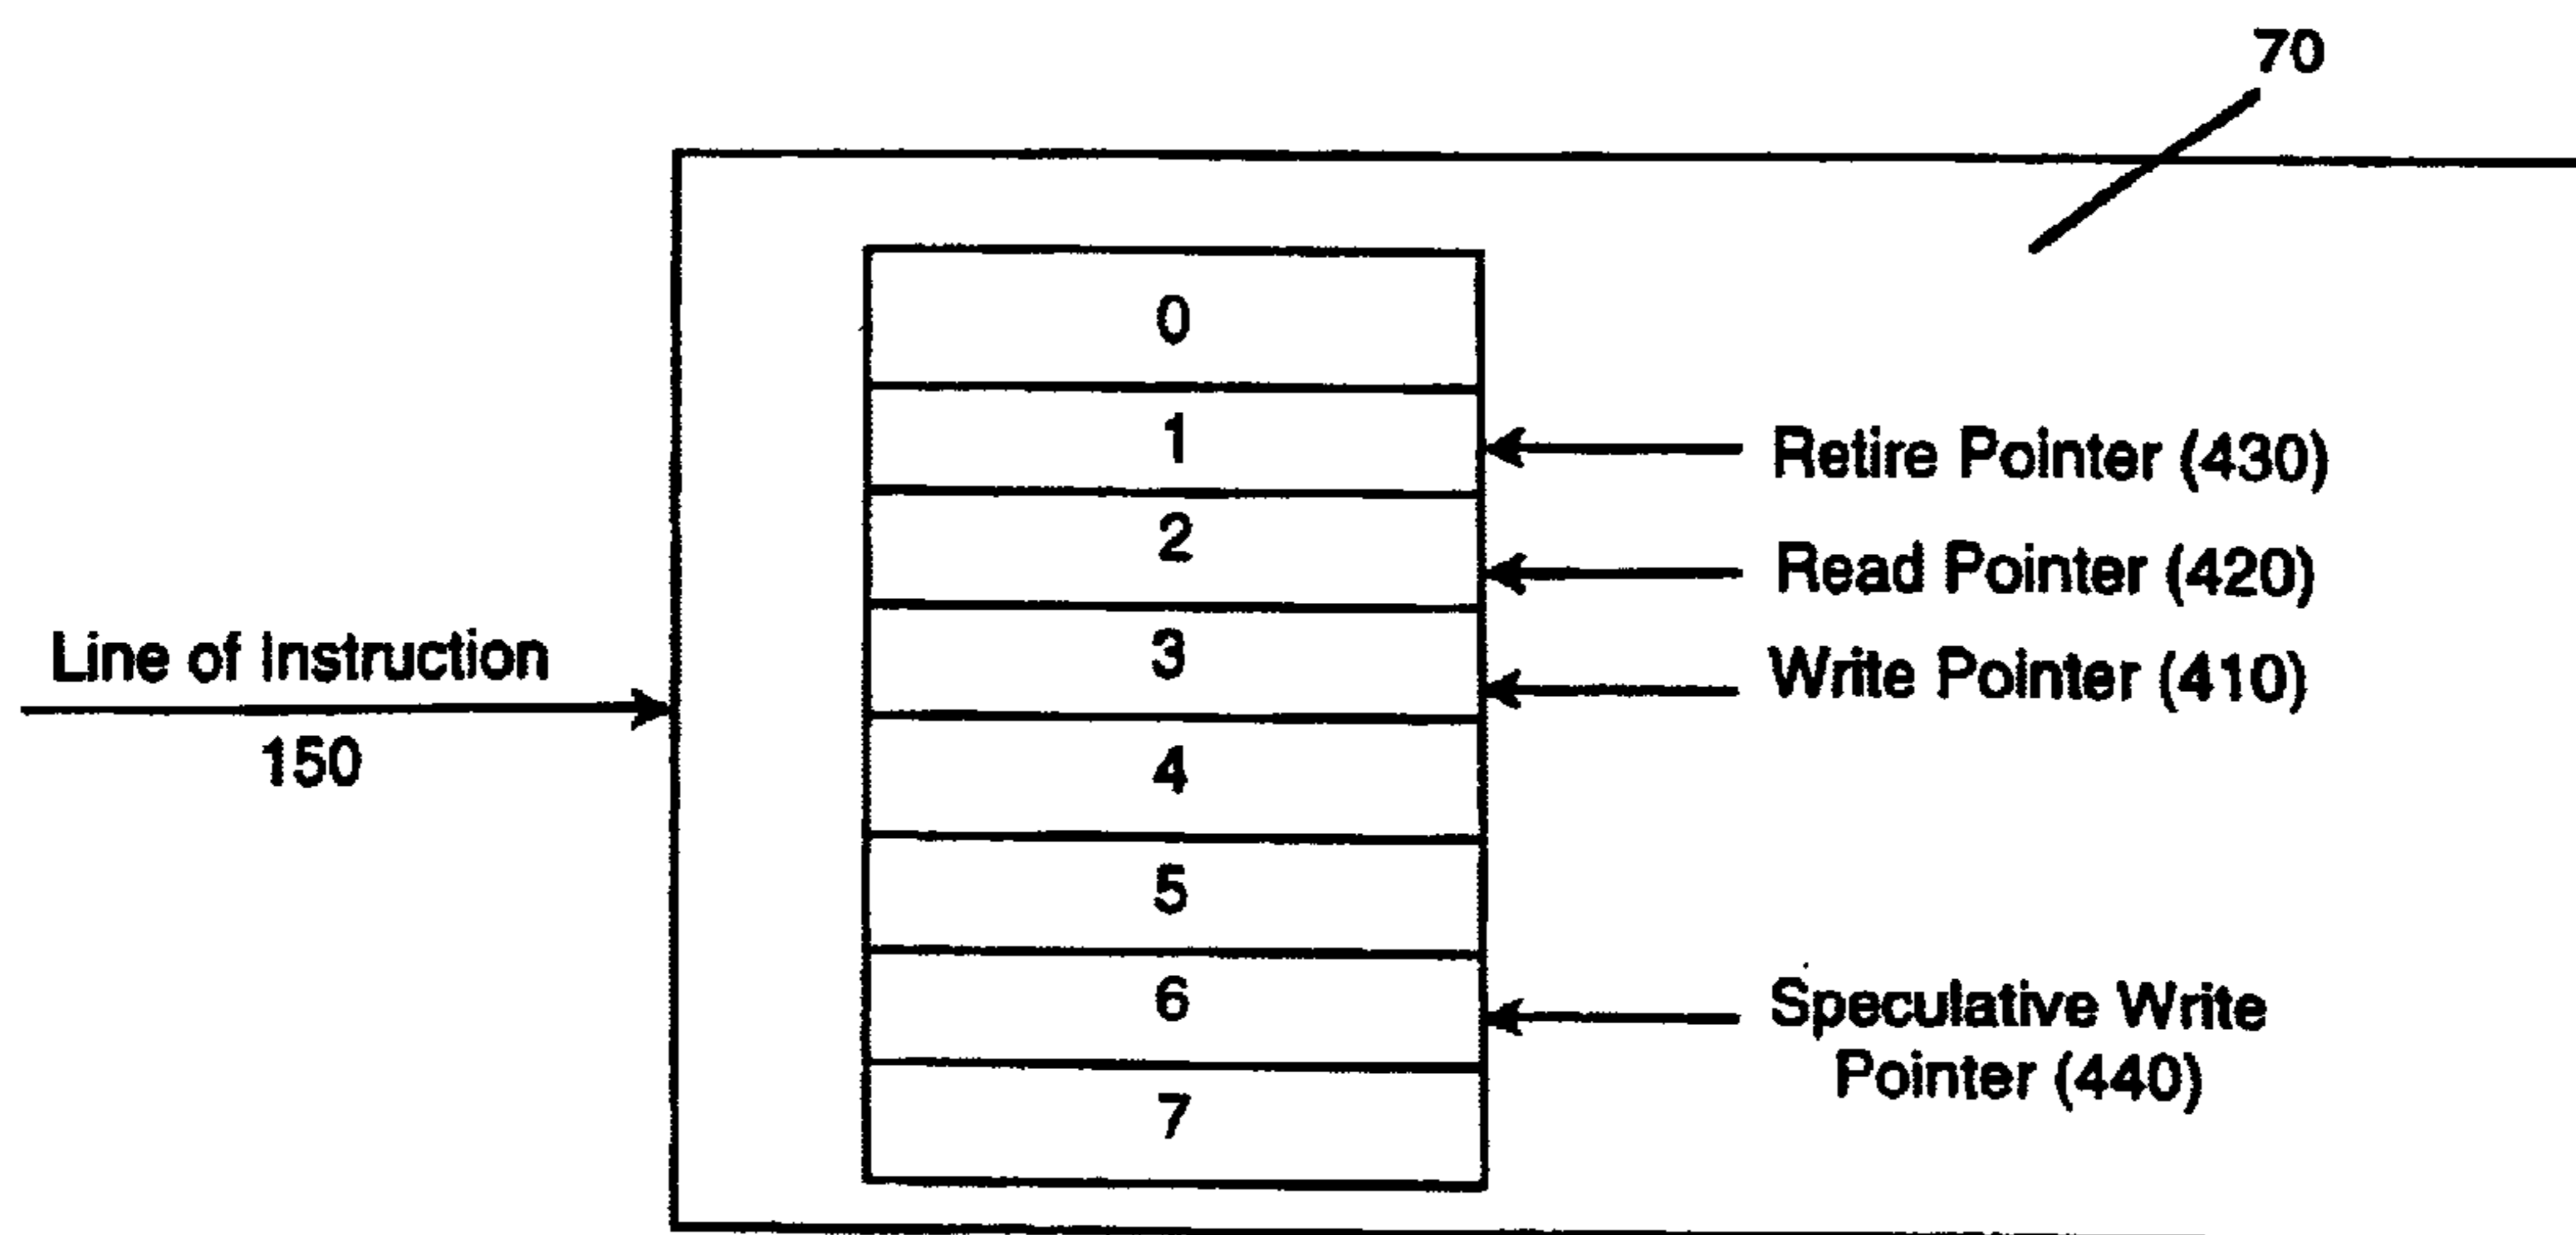 70
0
1
Retire Pointer (430)
2
Read Pointer (420)
Line of Instruction
3
Write Pointer (410)
150
4
5
6
Speculative Write
Pointer (440)
7